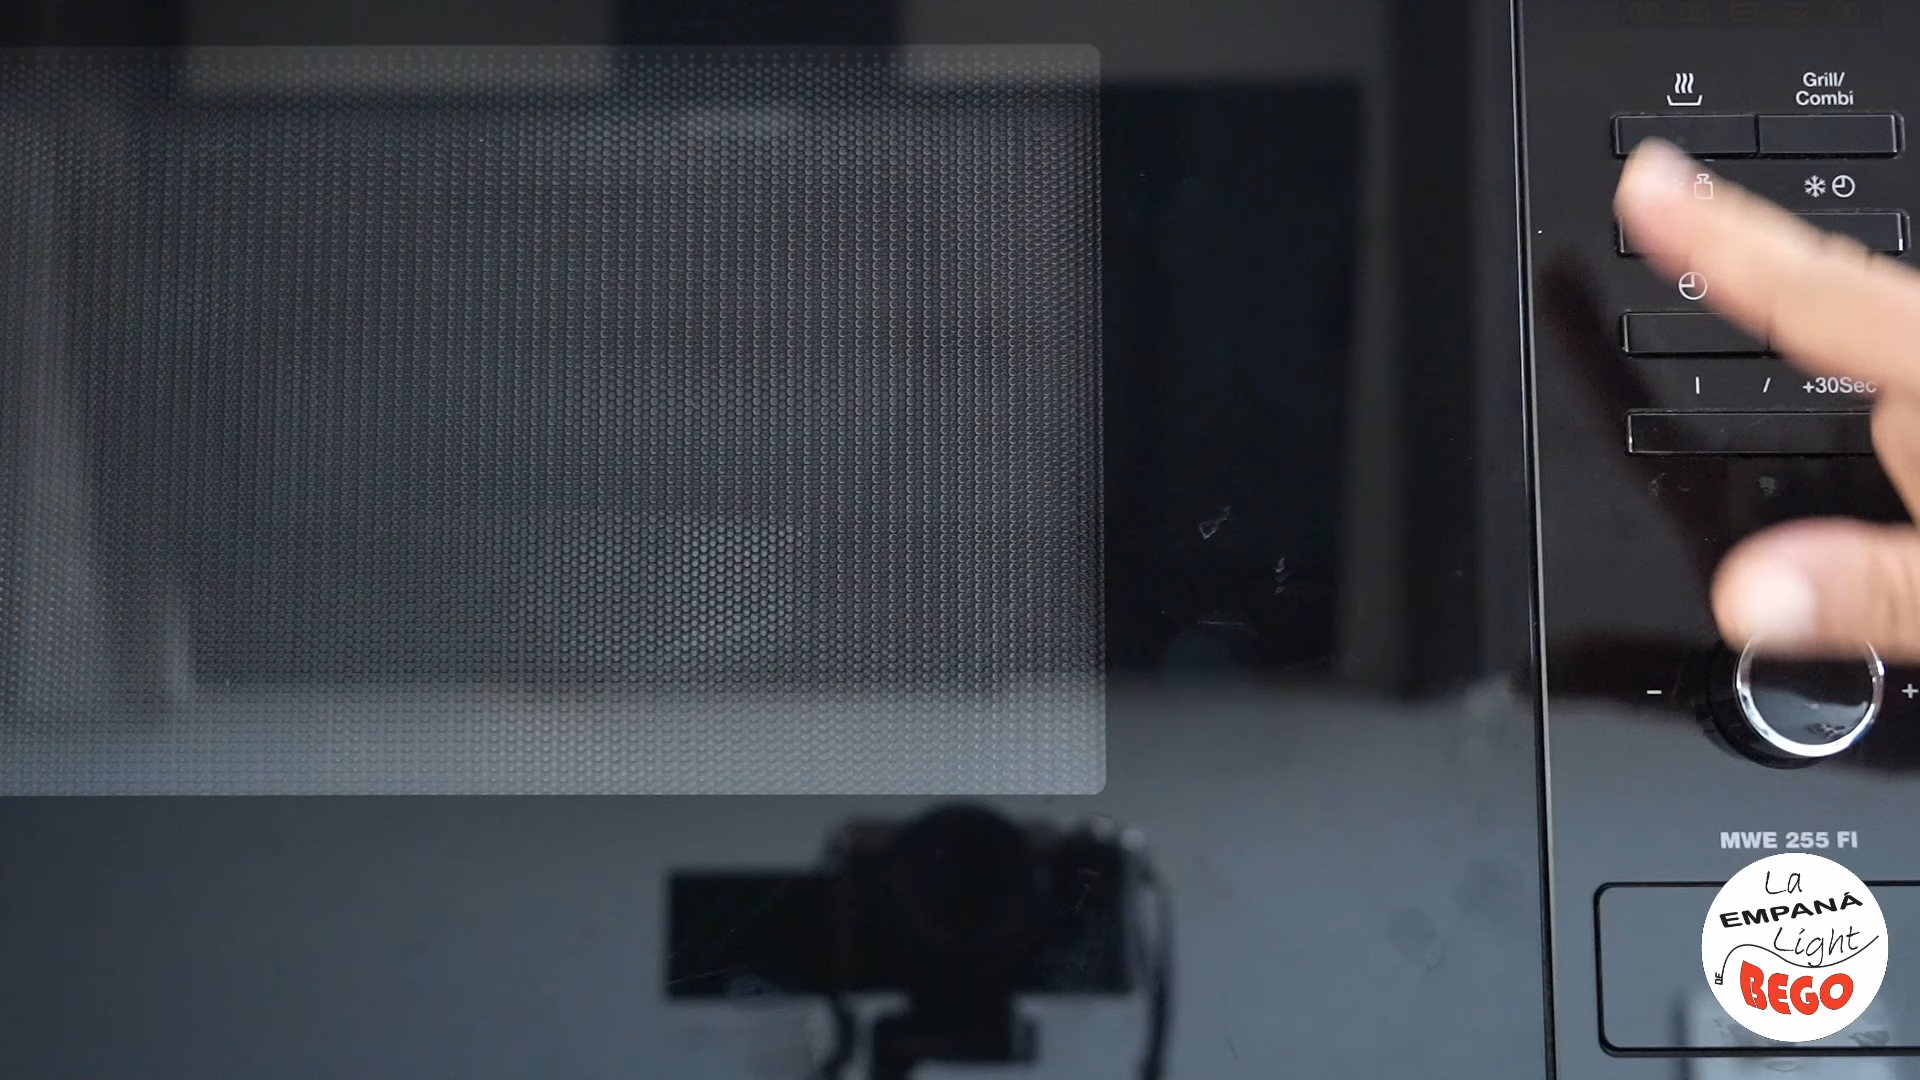 Grill/
Combi
I / +30Sec
- +
MWE 255 FI
La
EMPANÁ
Light
DE
BEGO